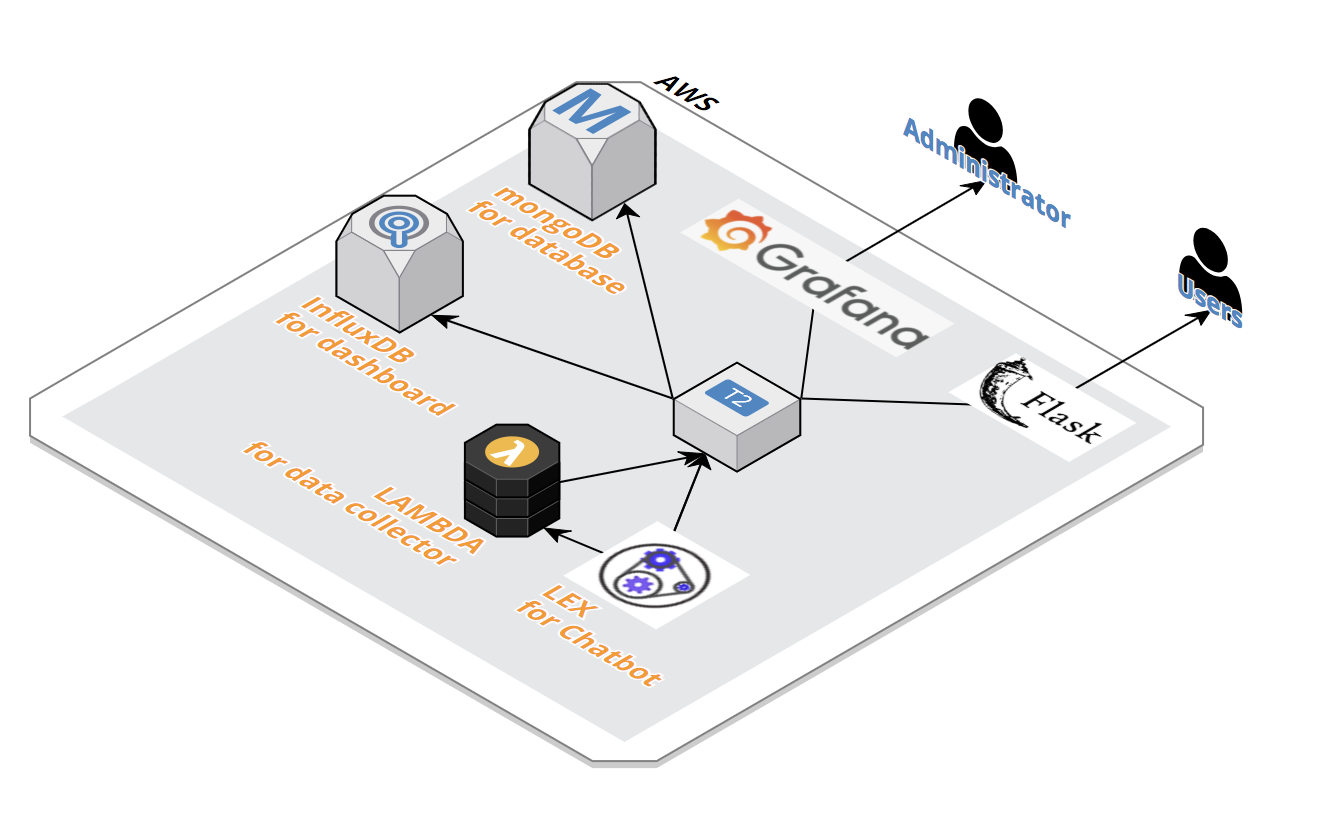 AWS
M
mongoDB
for database
Administrator
Grafana
Users
InfluxDB
for dashboard
T2
Flask
λ
LAMBDA
for data collector
LEX
for Chatbot